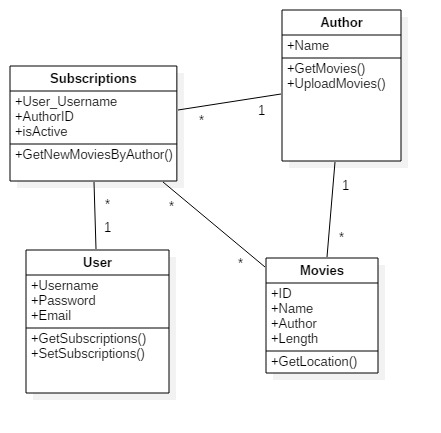 Author
+Name
+GetMovies()
+UploadMovies()
Subscriptions
+User_Username
+AuthorID
+isActive
+GetNewMoviesByAuthor()
*
1
1
*
*
*
*
1
User
+Username
+Password
+Email
+GetSubscriptions()
+SetSubscriptions()
Movies
+ID
+Name
+Author
+Length
+GetLocation()